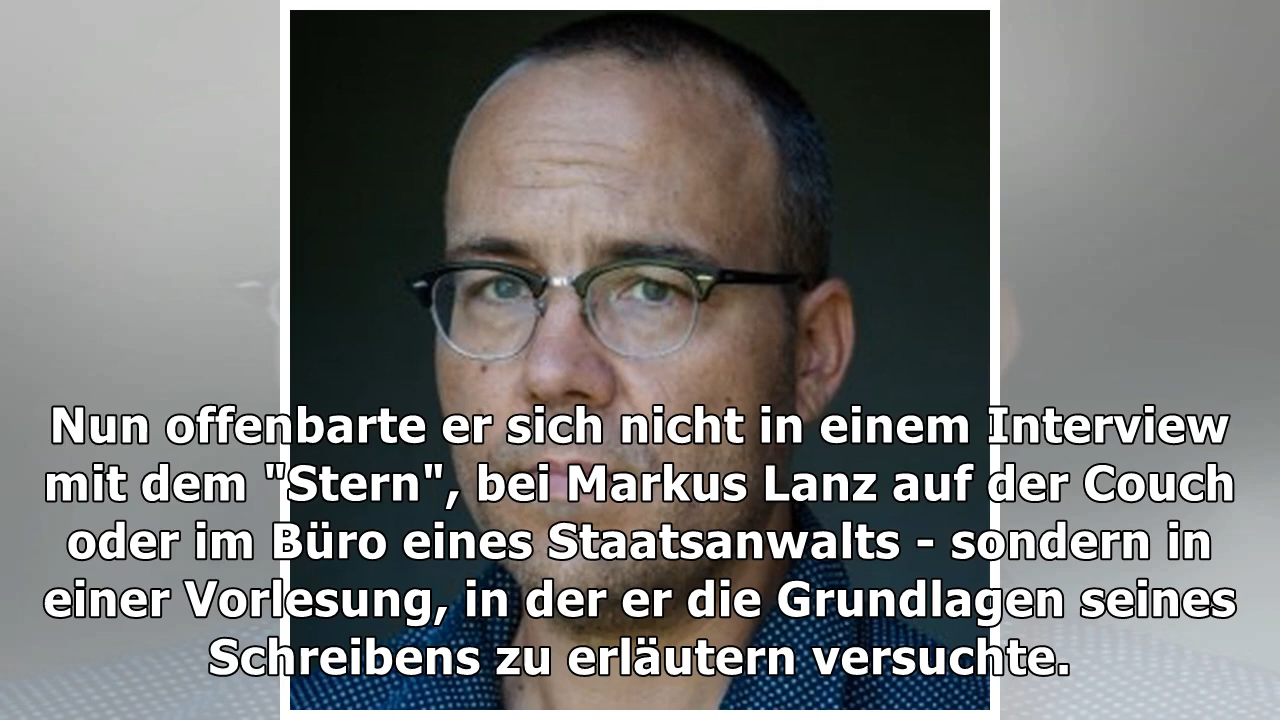 Nun offenbarte er sich nicht in einem Interview
mit dem "Stern", bei Markus Lanz auf der Couch
oder im Büro eines Staatsanwalts - sondern in
einer Vorlesung, in der er die Grundlagen seines
Schreibens zu erläutern versuchte.